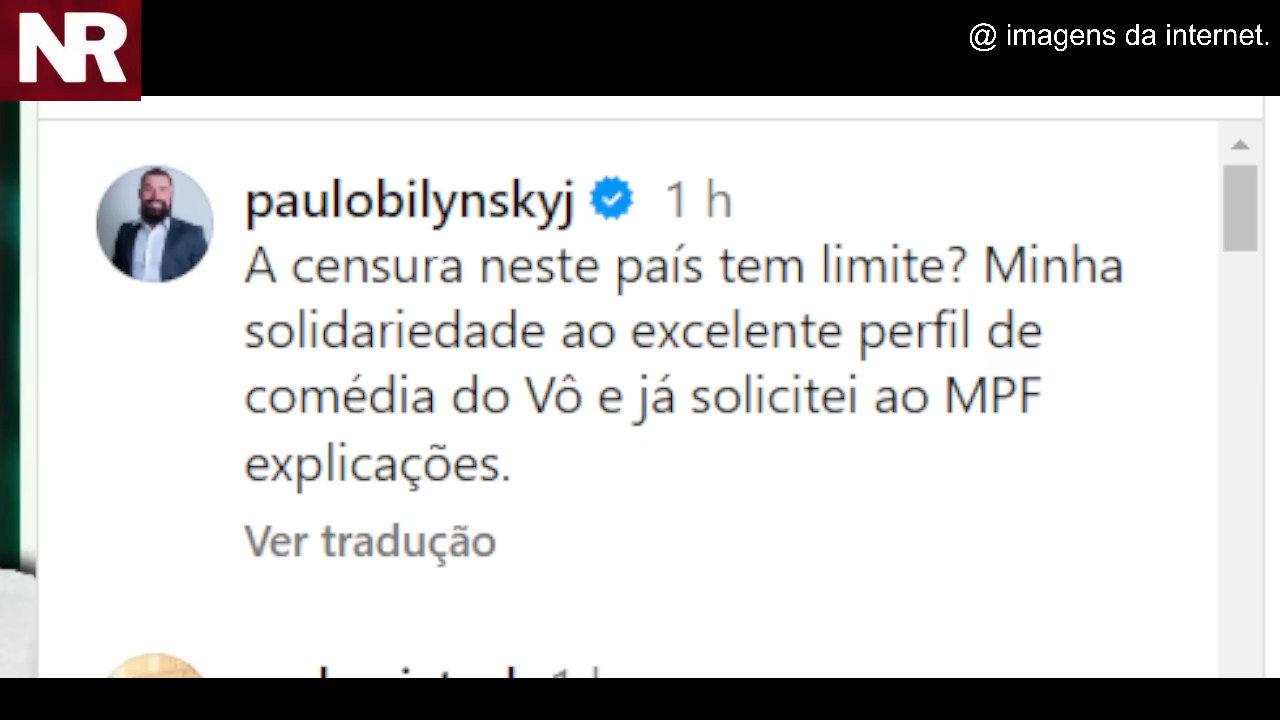 NR
@ imagens da internet.
paulobilynskyj 1 h
A censura neste país tem limite? Minha
solidariedade ao excelente perfil de
comédia do Vô e já solicitei ao MPF
explicações.
Ver tradução